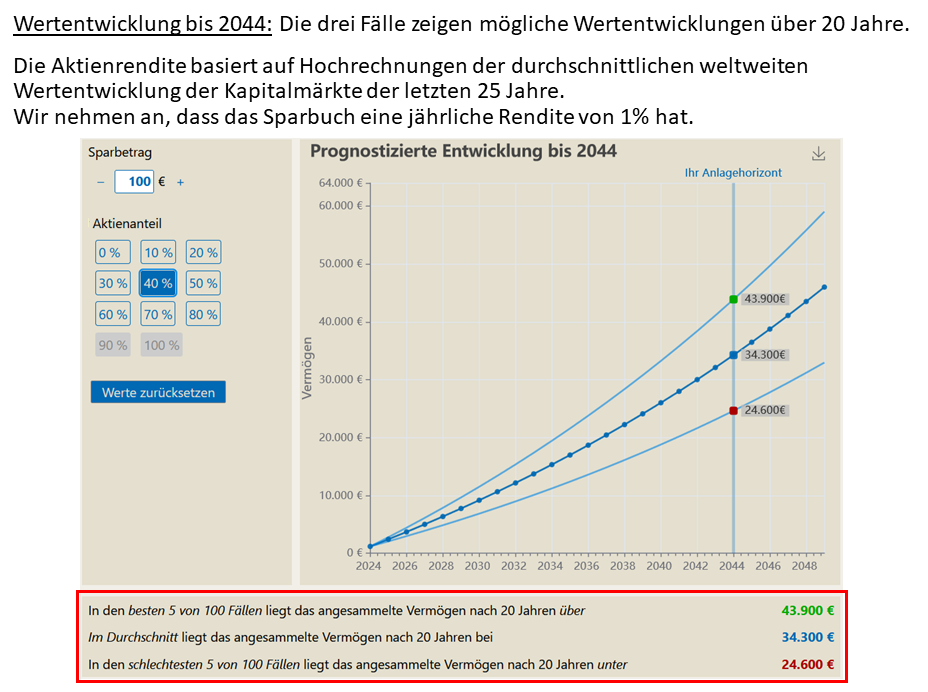 Wertentwicklung bis 2044: Die drei Fälle zeigen mögliche Wertentwicklungen über 20 Jahre.
Die Aktienrendite basiert auf Hochrechnungen der durchschnittlichen weltweiten
Wertentwicklung der Kapitalmärkte der letzten 25 Jahre.
Wir nehmen an, dass das Sparbuch eine jährliche Rendite von 1% hat.
Sparbetrag
− 100 € +
Aktienanteil
0 % 10 % 20 %
30 % 40 % 50 %
60 % 70 % 80 %
90 % 100 %
Werte zurücksetzen
Prognostizierte Entwicklung bis 2044
Ihr Anlagehorizont
64.000 €
60.000 €
50.000 €
40.000 €
30.000 €
20.000 €
10.000 €
0 €
Vermögen
43.900€
34.300€
24.600€
2024 2026 2028 2030 2032 2034 2036 2038 2040 2042 2044 2046 2048
In den besten 5 von 100 Fällen liegt das angesammelte Vermögen nach 20 Jahren über 43.900 €
Im Durchschnitt liegt das angesammelte Vermögen nach 20 Jahren bei 34.300 €
In den schlechtesten 5 von 100 Fällen liegt das angesammelte Vermögen nach 20 Jahren unter 24.600 €